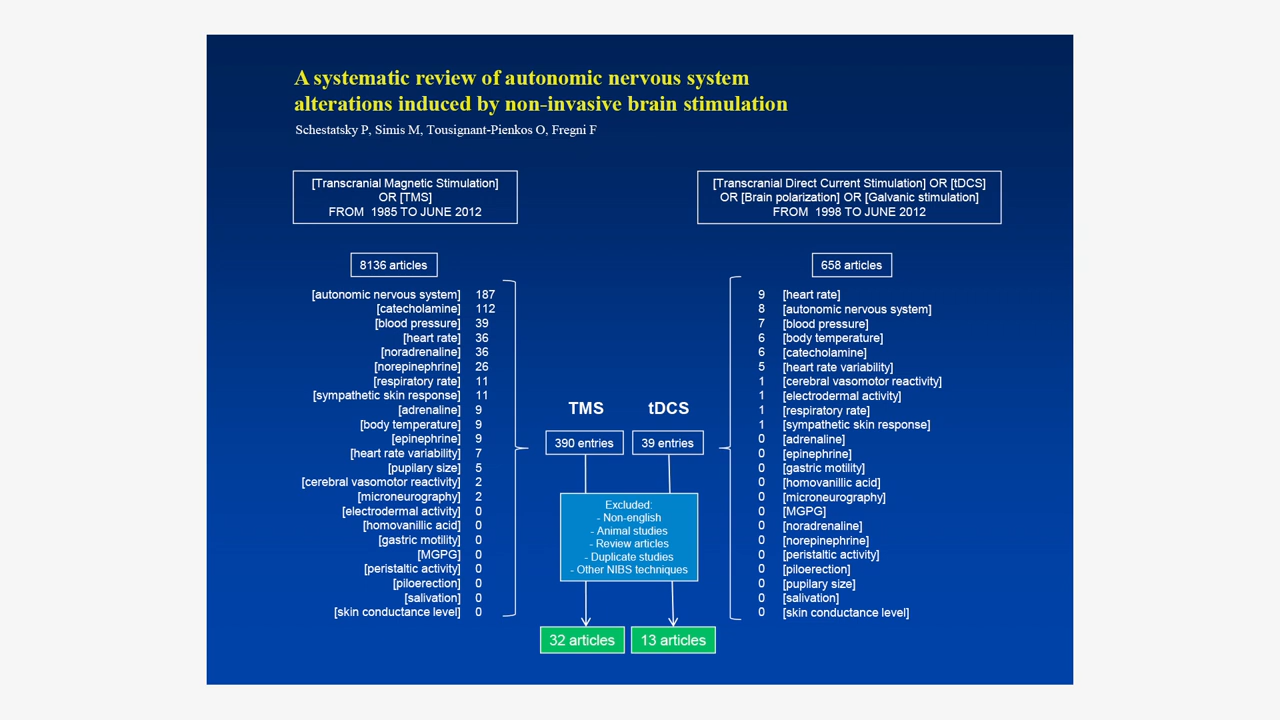 A systematic review of autonomic nervous system
alterations induced by non-invasive brain stimulation
Schestatsky P, Simis M, Tousignant-Pienkos O, Fregni F
[Transcranial Magnetic Stimulation]
OR [TMS]
FROM 1985 TO JUNE 2012
8136 articles
[autonomic nervous system] 187
[catecholamine] 112
[blood pressure] 39
[heart rate] 36
[noradrenaline] 36
[norepinephrine] 26
[respiratory rate] 11
[sympathetic skin response] 11
[adrenaline] 9
[body temperature] 9
[epinephrine] 9
[heart rate variability] 7
[pupilary size] 5
[cerebral vasomotor reactivity] 2
[microneurography] 2
[electrodermal activity] 0
[homovanillic acid] 0
[gastric motility] 0
[MGPG] 0
[peristaltic activity] 0
[piloerection] 0
[salivation] 0
[skin conductance level] 0
TMS
390 entries
tDCS
39 entries
Excluded:
- Non-english
- Animal studies
- Review articles
- Duplicate studies
- Other NIBS techniques
32 articles
13 articles
[Transcranial Direct Current Stimulation] OR [tDCS]
OR [Brain polarization] OR [Galvanic stimulation]
FROM 1998 TO JUNE 2012
658 articles
9 [heart rate]
8 [autonomic nervous system]
7 [blood pressure]
6 [body temperature]
6 [catecholamine]
5 [heart rate variability]
1 [cerebral vasomotor reactivity]
1 [electrodermal activity]
1 [respiratory rate]
1 [sympathetic skin response]
0 [adrenaline]
0 [epinephrine]
0 [gastric motility]
0 [homovanillic acid]
0 [microneurography]
0 [MGPG]
0 [noradrenaline]
0 [norepinephrine]
0 [peristaltic activity]
0 [piloerection]
0 [pupillary size]
0 [salivation]
0 [skin conductance level]